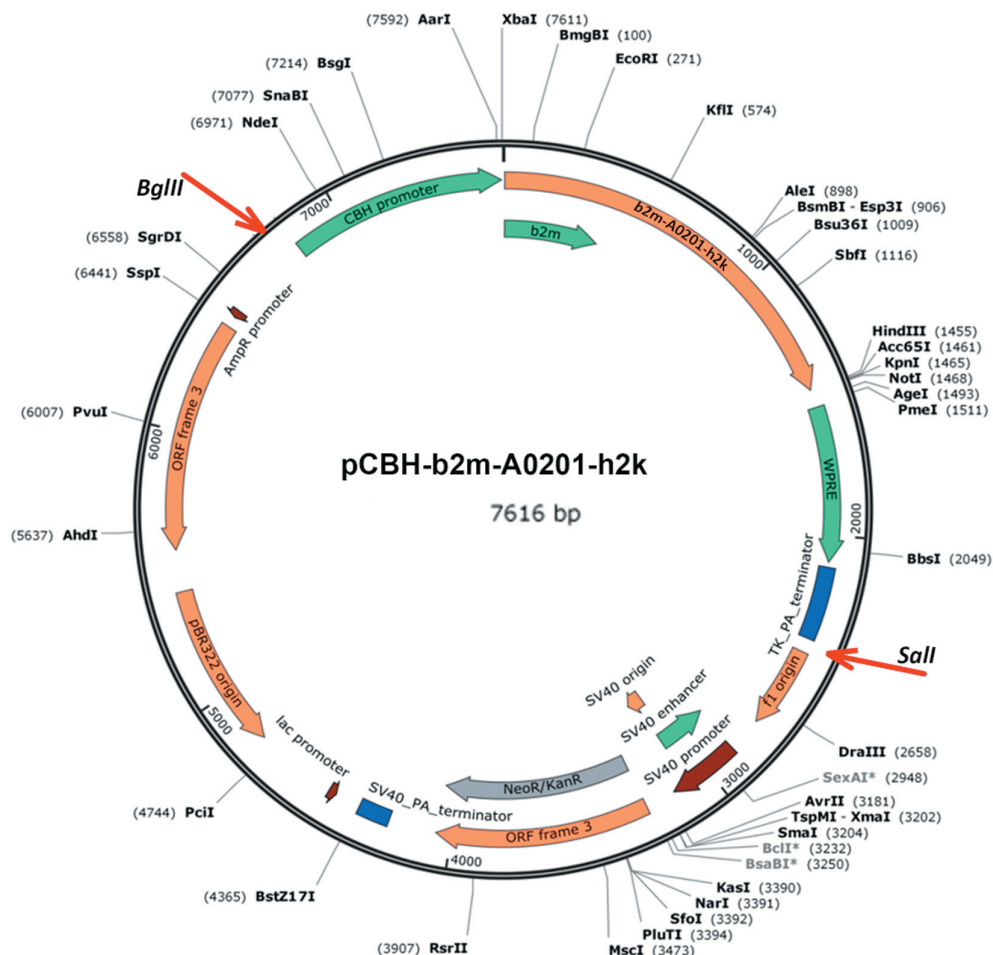 (7592) AarI
XbaI (7611)
BmgBI (100)
EcoRI (271)
KflI (574)
AleI (898)
BsmBI - Esp3I (906)
Bsu36I (1009)
SbfI (1116)
HindIII (1455)
Acc65I (1461)
KpnI (1465)
NotI (1468)
AgeI (1493)
PmeI (1511)
BbsI (2049)
SalI
DraIII (2658)
SexAI* (2948)
AvrII (3181)
TspMI - XmaI (3202)
SmaI (3204)
BclI* (3232)
BsaBI* (3250)
KasI (3390)
NarI (3391)
SfoI (3392)
PluTI (3394)
MscI (3473)
(3907) RsrII
(4365) BstZ17I
(4744) PciI
(5637) AhdI
(6007) PvuI
(6441) SspI
(6558) SgrDI
BglII
(6971) NdeI
(7077) SnaBI
(7214) BsgI
CBH promoter
b2m
b2m-A0201-h2k
WPRE
TK_PA_terminator
f1 origin
SV40 promoter
SV40 enhancer
SV40 origin
NeoR/KanR
ORF frame 3
SV40_PA_terminator
lac promoter
pBR322 origin
ORF frame 3
AmpR promoter
1000
2000
3000
4000
5000
6000
7000
pCBH-b2m-A0201-h2k
7616 bp